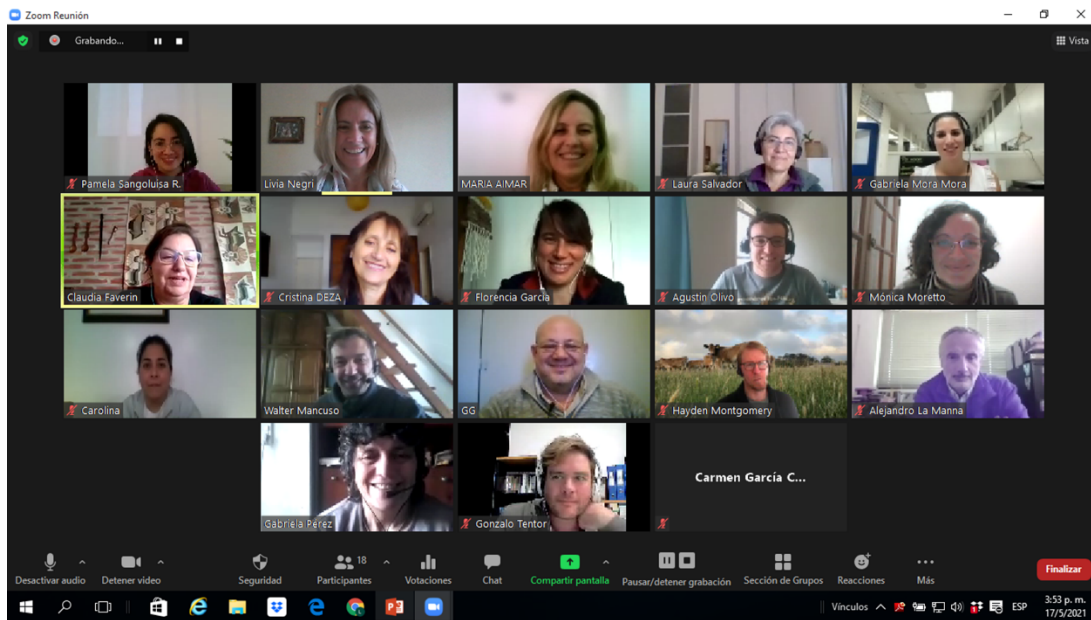 Zoom Reunión
Grabando...
Vista
Pamela Sangoluisa R.
Livia Negri
MARIA AIMAR
Laura Salvador
Gabriela Mora Mora
Claudia Faverin
Cristina DEZA
Florencia García
Agustin Olivo
Mónica Moretto
Carolina
Walter Mancuso
GG
Hayden Montgomery
Alejandro La Manna
Gabriela Pérez
Gonzalo Tentor
Carmen García C...
18
Desactivar audio
Detener video
Seguridad
Participantes
Votaciones
Chat
Compartir pantalla
Pausar/detener grabación
Sección de Grupos
Reacciones
Más
Finalizar
Vínculos
ESP
3:53 p. m.
17/5/2021